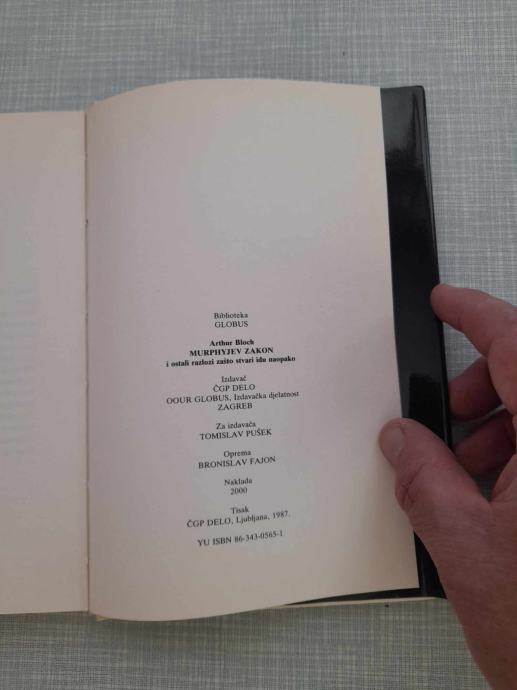 Biblioteka
GLOBUS
Arthur Bloch
MURPHYJEV ZAKON
i ostali razlozi zašto stvari idu naopako
Izdavač
ČGP DELO
OOUR GLOBUS, Izdavačka djelatnost
ZAGREB
Za izdavača
TOMISLAV PUŠEK
Oprema
BRONISLAV FAJON
Naklada
2000
Tisak
ČGP DELO, Ljubljana, 1987.
YU ISBN 86-343-0565-1